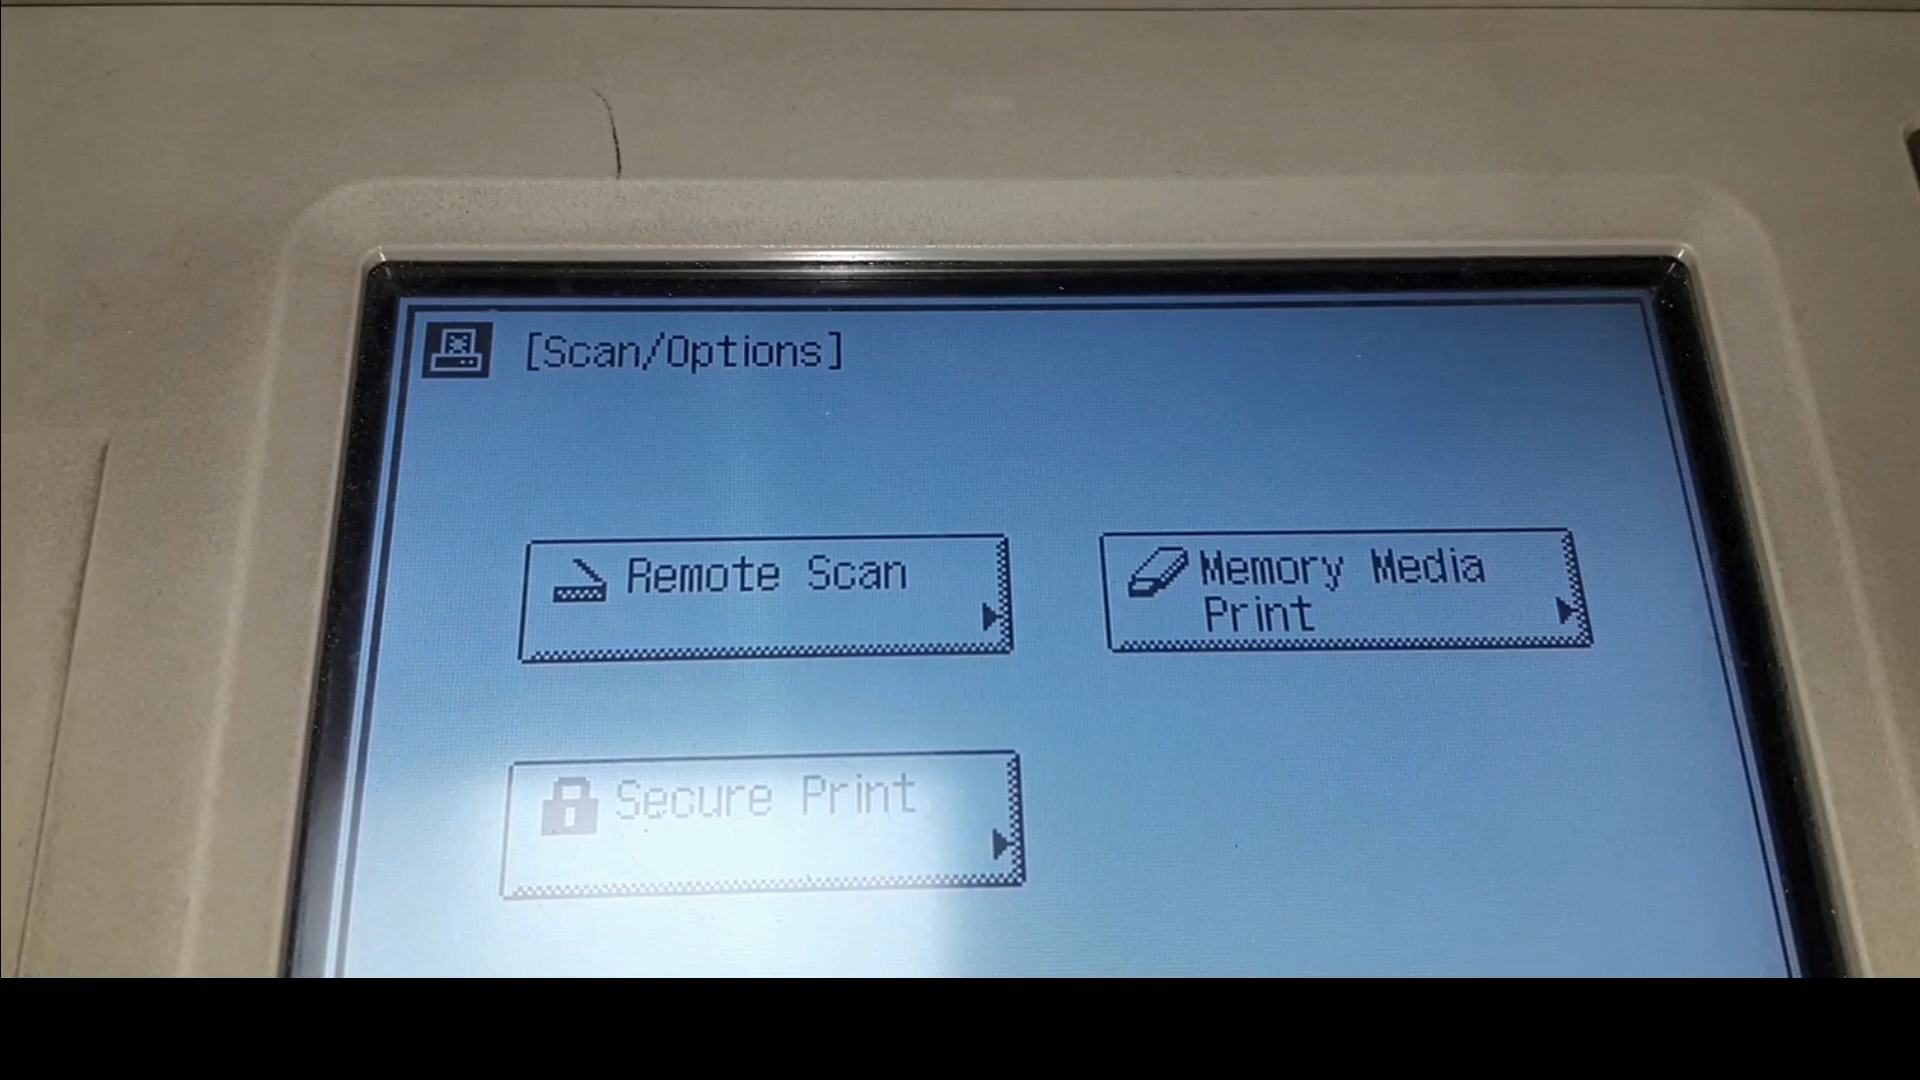 [Scan/Options]
Remote Scan
Memory Media
Print
Secure Print